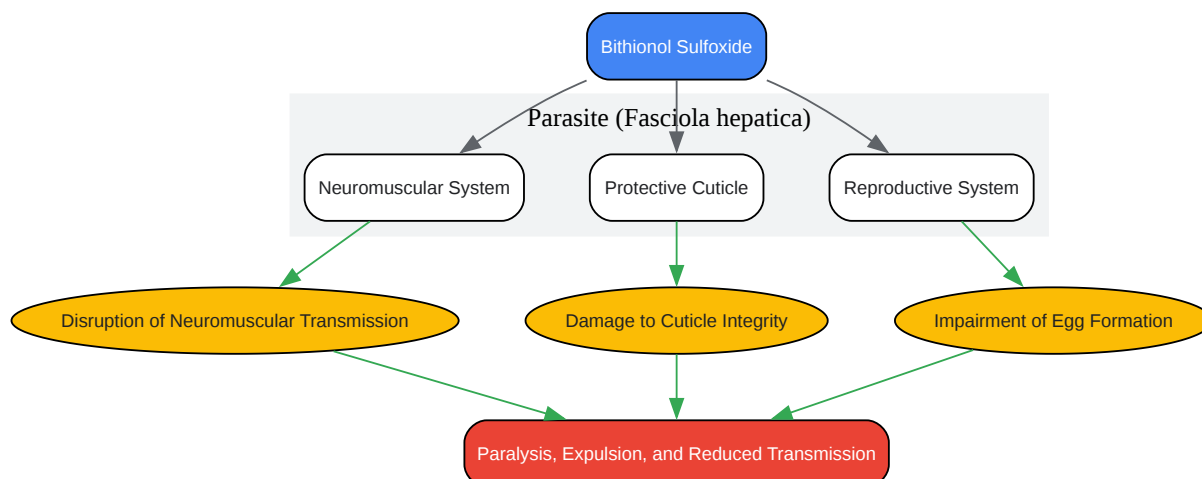 Bithionol Sulfoxide
Parasite (Fasciola hepatica)
Neuromuscular System
Protective Cuticle
Reproductive System
Disruption of Neuromuscular Transmission
Damage to Cuticle Integrity
Impairment of Egg Formation
Paralysis, Expulsion, and Reduced Transmission